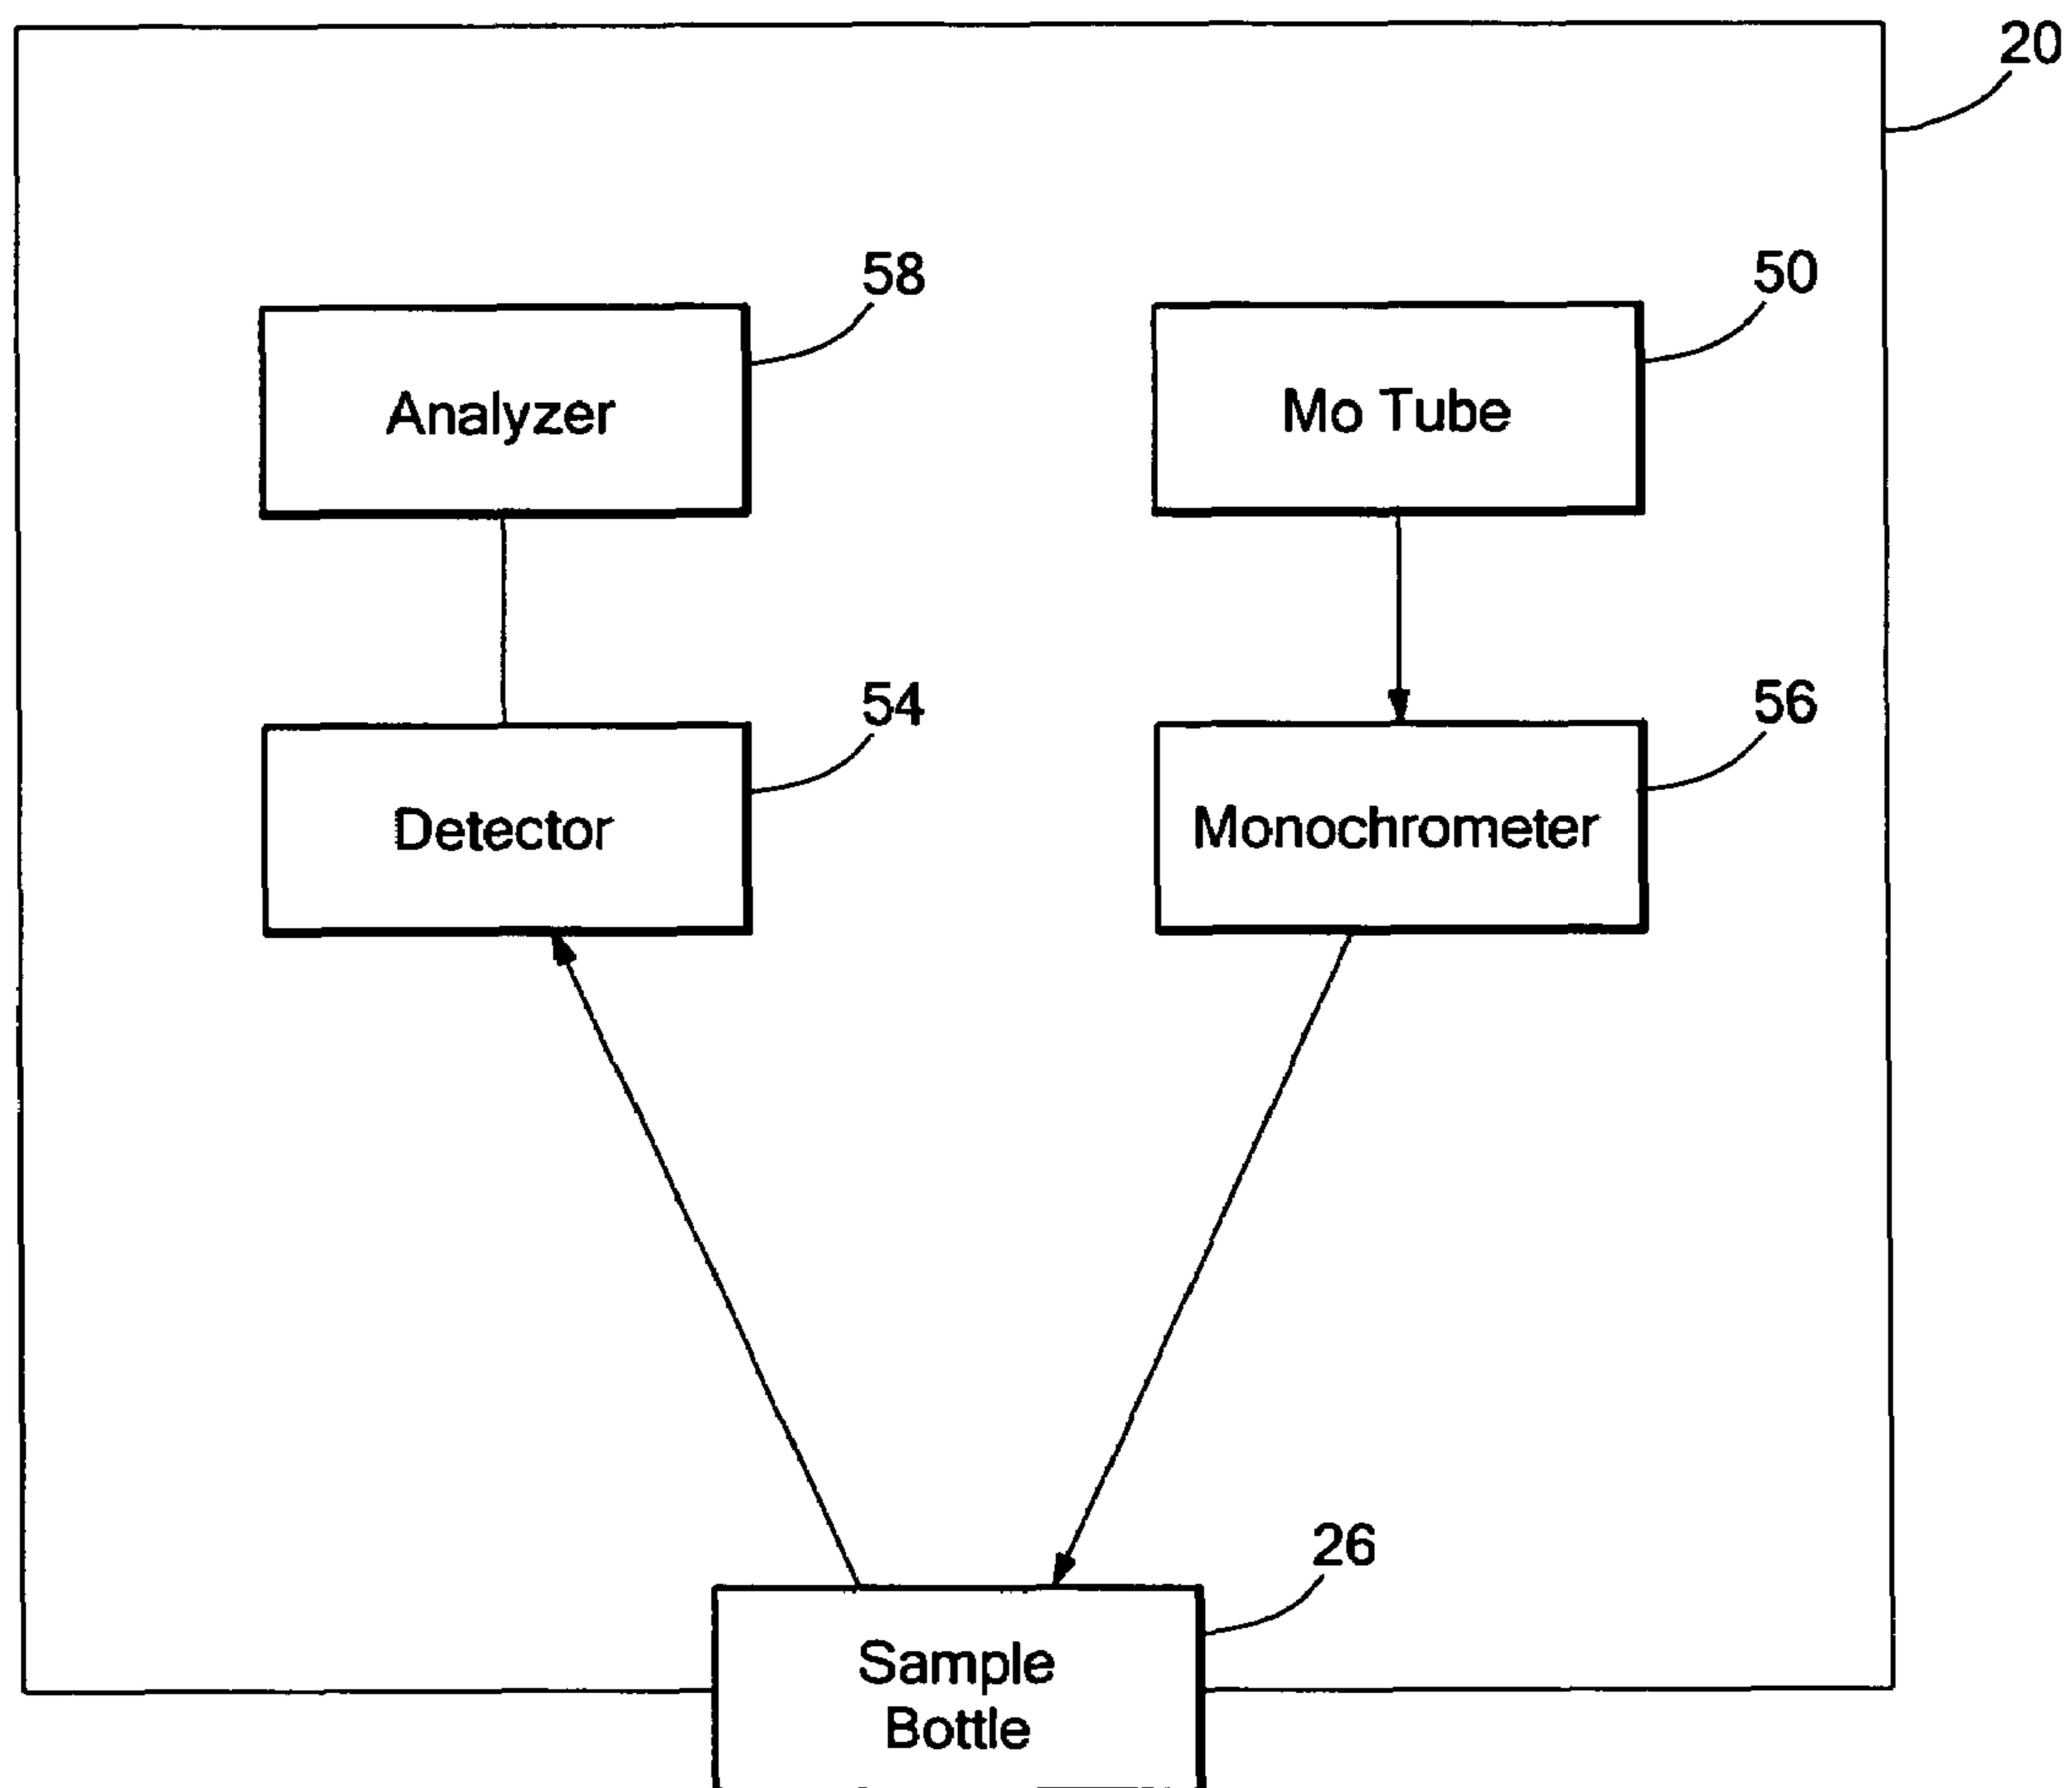 20
58
50
Analyzer
Mo Tube
54
56
Detector
Monochrometer
26
Sample
Bottle